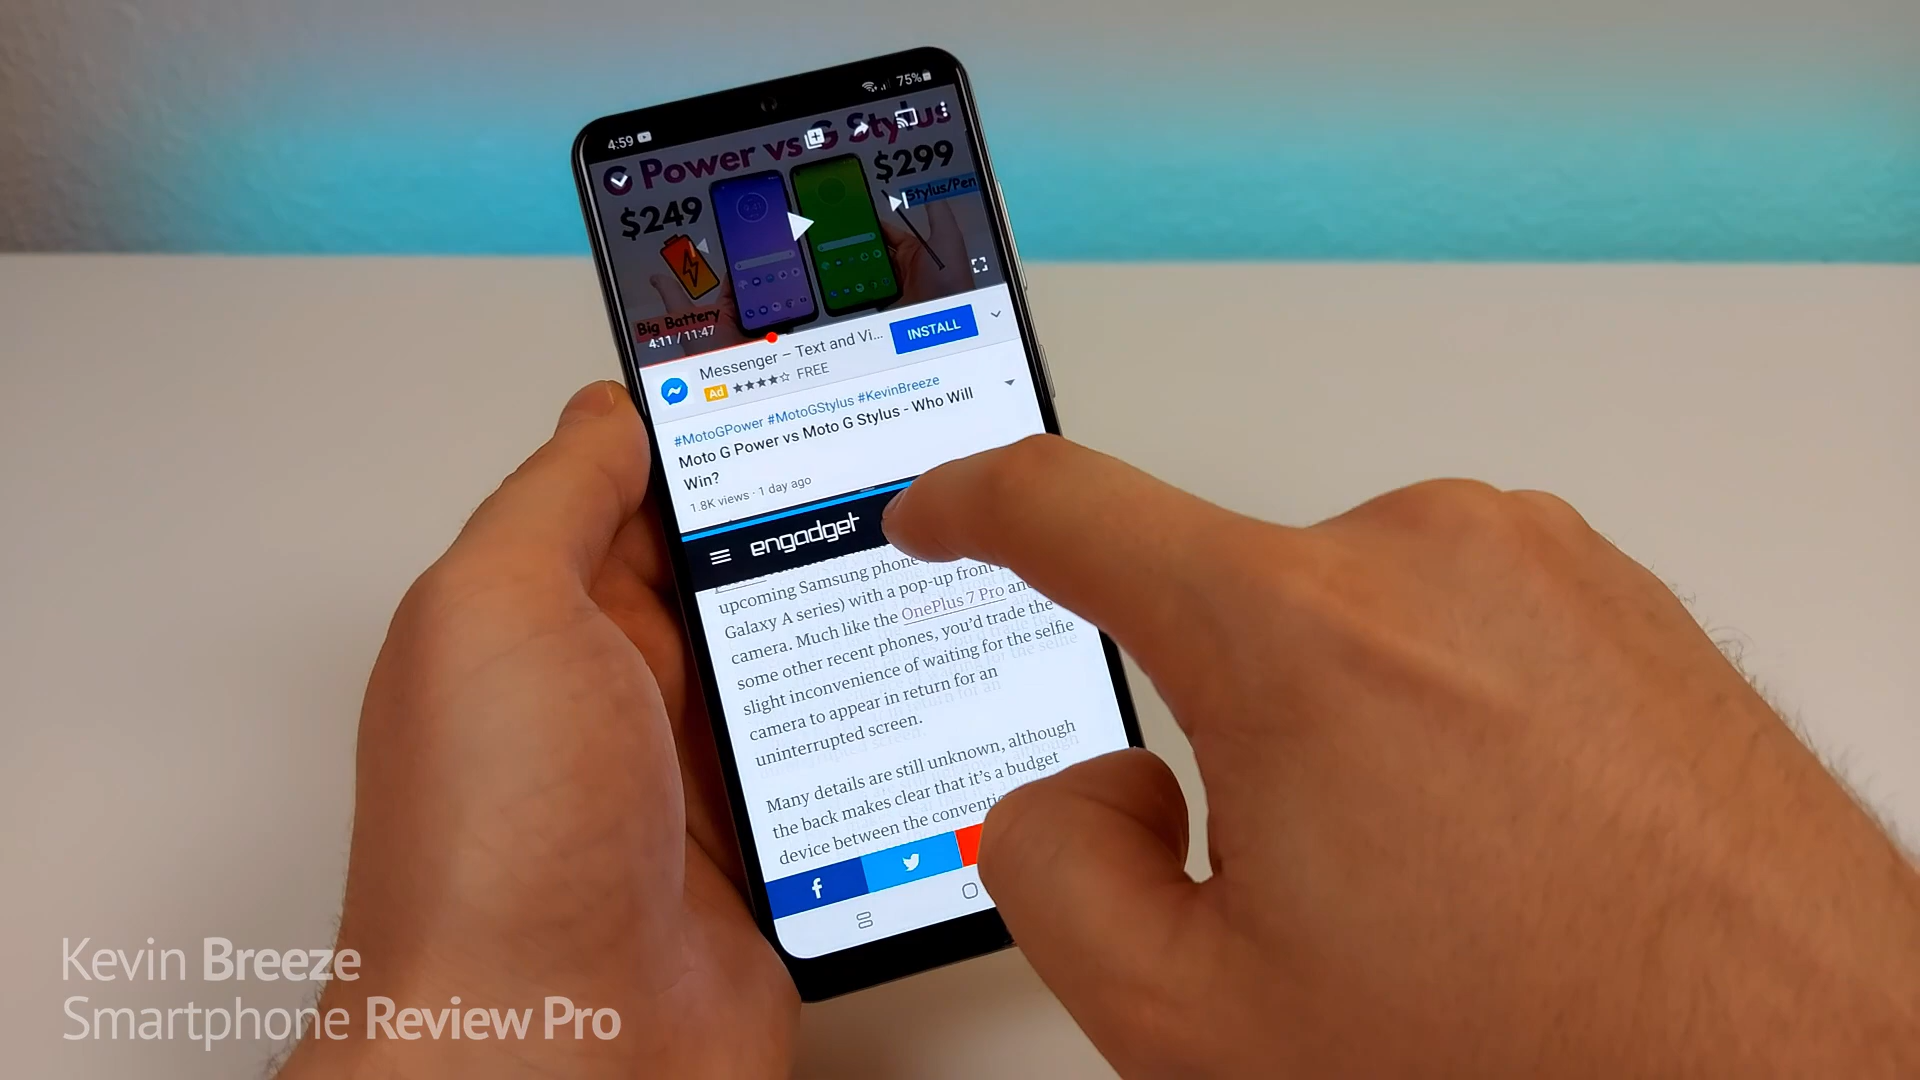 4:59
75%
G Power vs G Stylus
$249
$299
Stylus/Pen
Big Battery
4:11 / 11:47
Messenger – Text and Vi...
INSTALL
Ad
FREE
#MotoGPower #MotoGStylus #KevinBreeze
Moto G Power vs Moto G Stylus - Who Will
Win?
1.8K views · 1 day ago
engadget
upcoming Samsung phone
Galaxy A series) with a pop-up front
camera. Much like the OnePlus 7 Pro and
some other recent phones, you'd trade the
slight inconvenience of waiting for the selfie
camera to appear in return for an
uninterrupted screen.
Many details are still unknown, although
the back makes clear that it's a budget
device between the
Kevin Breeze
Smartphone Review Pro